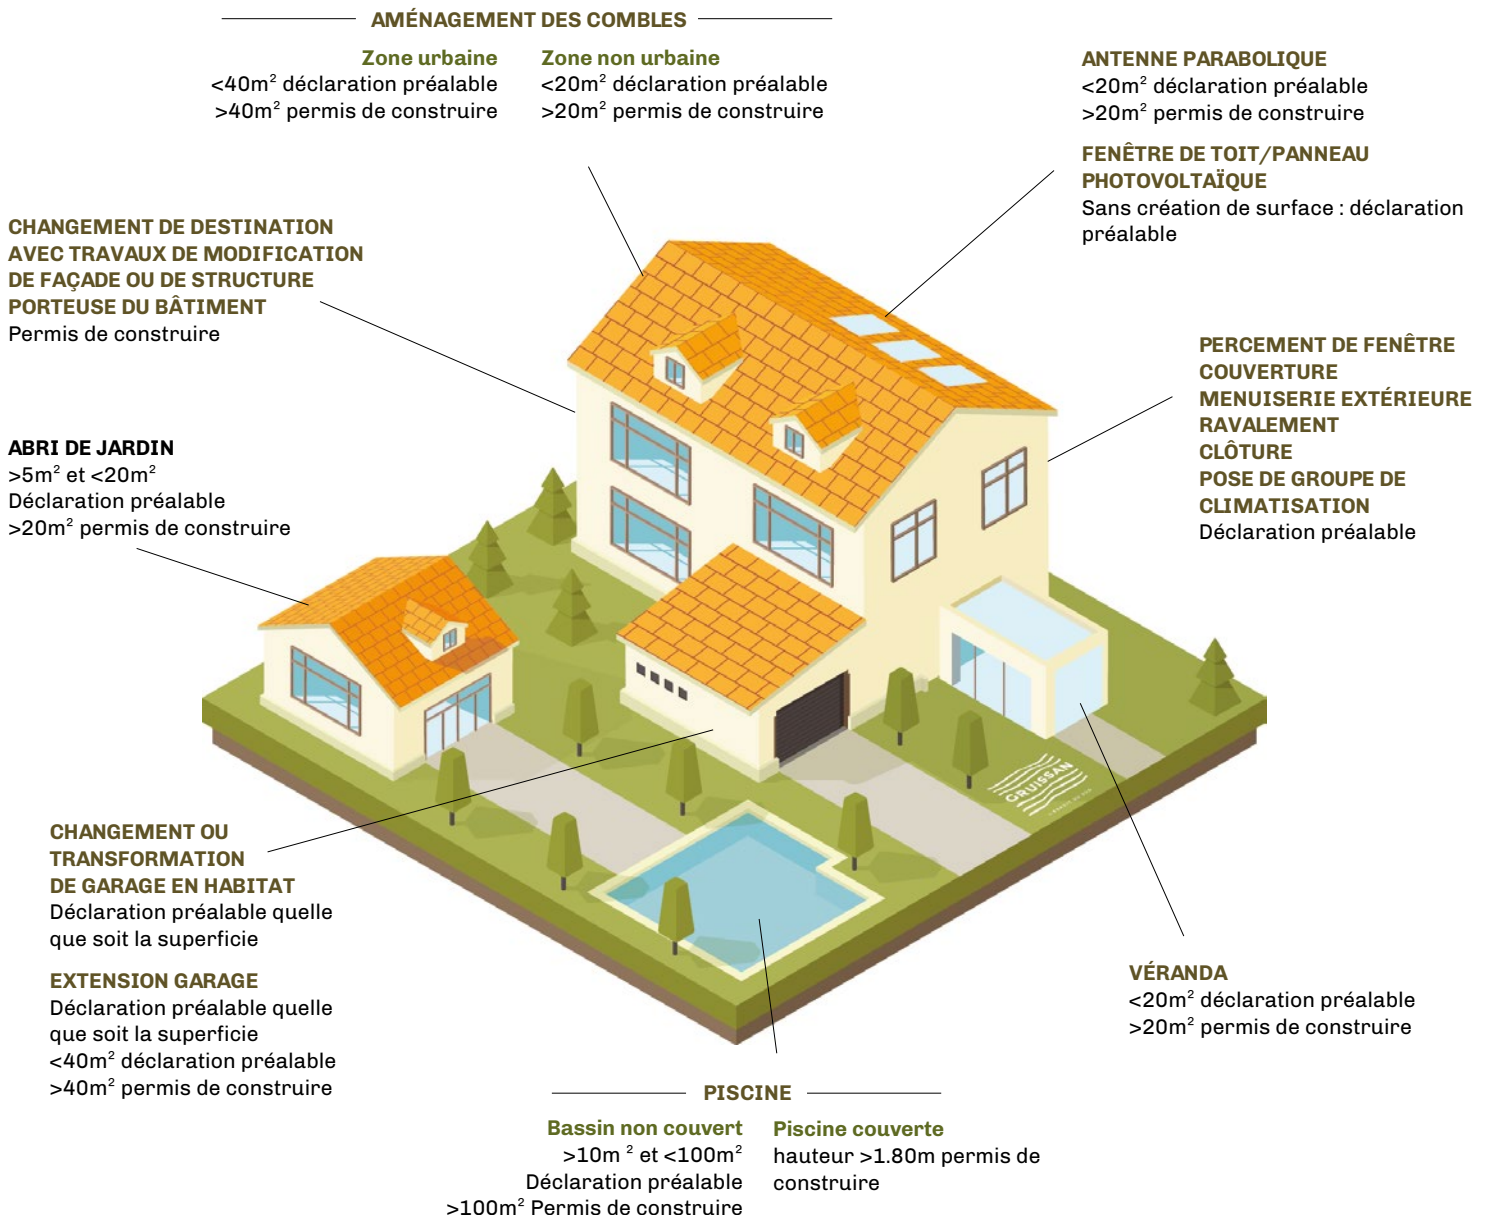 AMÉNAGEMENT DES COMBLES
Zone urbaine
<40m² déclaration préalable
>40m² permis de construire
Zone non urbaine
<20m² déclaration préalable
>20m² permis de construire
ANTENNE PARABOLIQUE
<20m² déclaration préalable
>20m² permis de construire
FENÊTRE DE TOIT/PANNEAU
PHOTOVOLTAÏQUE
Sans création de surface : déclaration
préalable
CHANGEMENT DE DESTINATION
AVEC TRAVAUX DE MODIFICATION
DE FAÇADE OU DE STRUCTURE
PORTEUSE DU BÂTIMENT
Permis de construire
PERCEMENT DE FENÊTRE
COUVERTURE
MENUISERIE EXTÉRIEURE
RAVALEMENT
CLÔTURE
POSE DE GROUPE DE
CLIMATISATION
Déclaration préalable
ABRI DE JARDIN
>5m² et <20m²
Déclaration préalable
>20m² permis de construire
GRUISSAN
CHANGEMENT OU
TRANSFORMATION
DE GARAGE EN HABITAT
Déclaration préalable quelle
que soit la superficie
EXTENSION GARAGE
Déclaration préalable quelle
que soit la superficie
<40m² déclaration préalable
>40m² permis de construire
VÉRANDA
<20m² déclaration préalable
>20m² permis de construire
PISCINE
Bassin non couvert
>10m ² et <100m²
Déclaration préalable
>100m² Permis de construire
Piscine couverte
hauteur >1.80m permis de
construire